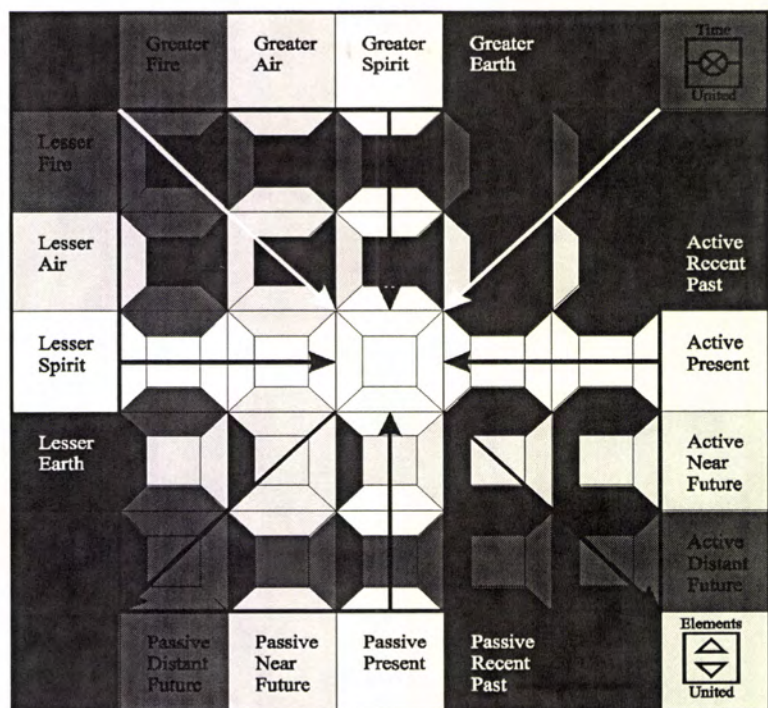 Greater
Fire
Greater
Air
Greater
Spirit
Greater
Earth
Time
United
Lesser
Fire
Lesser
Air
Active
Recent
Past
Lesser
Spirit
Active
Present
Lesser
Earth
Active
Near
Future
Active
Distant
Future
Passive
Distant
Future
Passive
Near
Future
Passive
Present
Passive
Recent
Past
Elements
United